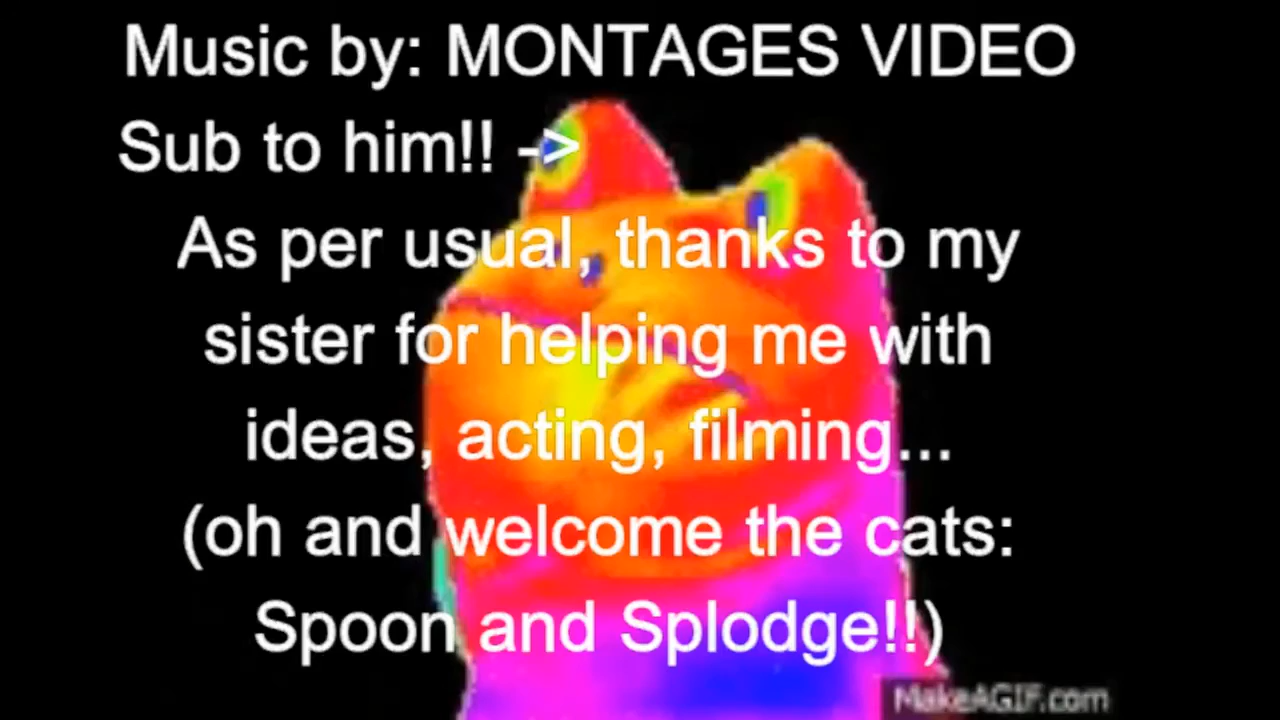 Music by: MONTAGES VIDEO
Sub to him!! ->
As per usual, thanks to my
sister for helping me with
ideas, acting, filming...
(oh and welcome the cats:
Spoon and Splodge!!)
MakeAGIF.com